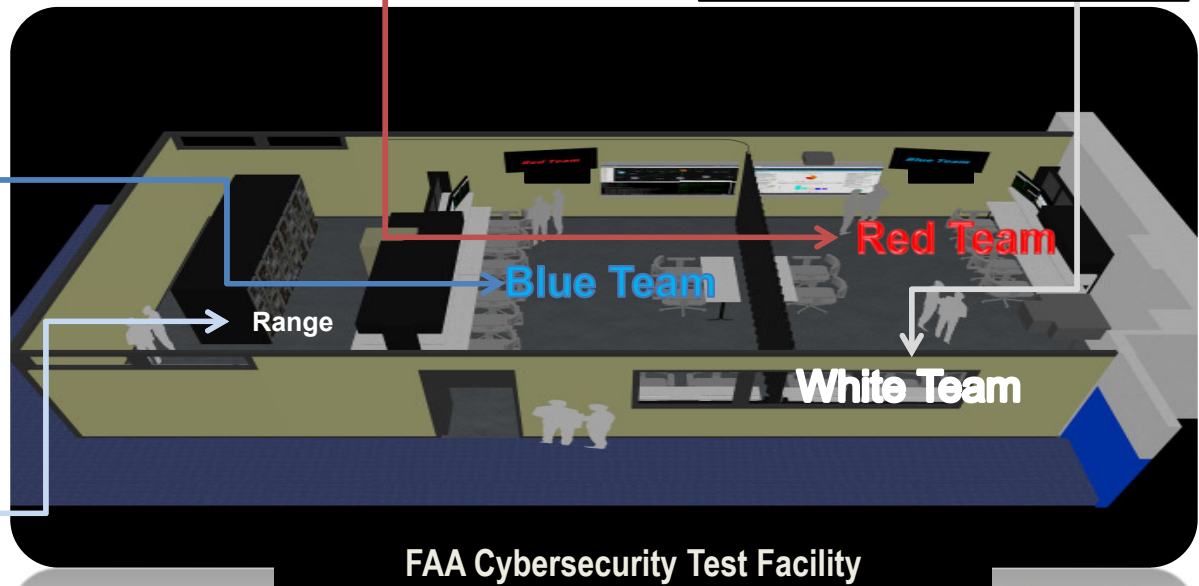 Red Team
Blue Team
Red Team
Blue Team
Range
White Team
FAA Cybersecurity Test Facility